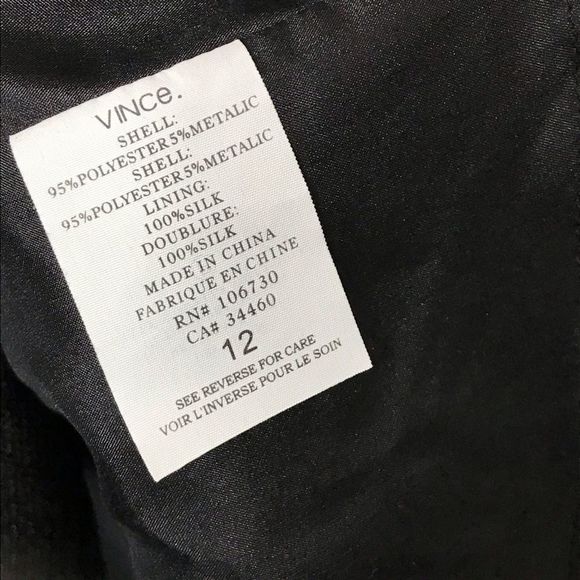 VINCe.
SHELL:
95%POLYESTER5%METALIC
SHELL:
95%POLYESTER5%METALIC
LINING:
100%SILK
DOUBLURE:
100%SILK
MADE IN CHINA
FABRIQUE EN CHINE
RN# 106730
CA# 34460
12
SEE REVERSE FOR CARE
VOIR L'INVERSE POUR LE SOIN